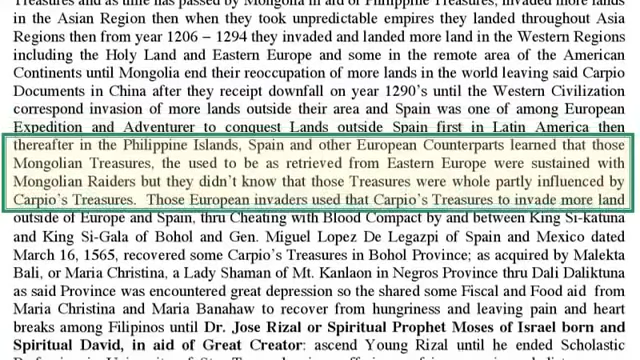 Treasures and as time has passed by Mongolia in aid of Philippine Treasures, invaded more lands
in the Asian Region then when they took unpredictable empires they landed throughout Asia
Regions then from year 1206 – 1294 they invaded and landed more land in the Western Regions
including the Holy Land and Eastern Europe and some in the remote area of the American
Continents until Mongolia end their reoccupation of more lands in the world leaving said Carpio
Documents in China after they receipt downfall on year 1290's until the Western Civilization
correspond invasion of more lands outside their area and Spain was one of among European
Expedition and Adventurer to conquest Lands outside Spain first in Latin America then
thereafter in the Philippine Islands, Spain and other European Counterparts learned that those
Mongolian Treasures, the used to be as retrieved from Eastern Europe were sustained with
Mongolian Raiders but they didn't know that those Treasures were whole partly influenced by
Carpio's Treasures. Those European invaders used that Carpio's Treasures to invade more land
outside of Europe and Spain, thru Cheating with Blood Compact by and between King Si-katuna
and King Si-Gala of Bohol and Gen. Miguel Lopez De Legazpi of Spain and Mexico dated
March 16, 1565, recovered some Carpio's Treasures in Bohol Province; as acquired by Malekta
Bali, or Maria Christina, a Lady Shaman of Mt. Kanlaon in Negros Province thru Dali Daliktuna
as said Province was encountered great depression so the shared some Fiscal and Food aid from
Maria Christina and Maria Banahaw to recover from hungriness and leaving pain and heart
breaks among Filipinos until Dr. Jose Rizal or Spiritual Prophet Moses of Israel born and
Spiritual David, in aid of Great Creator: ascend Young Rizal until he ended Scholastic